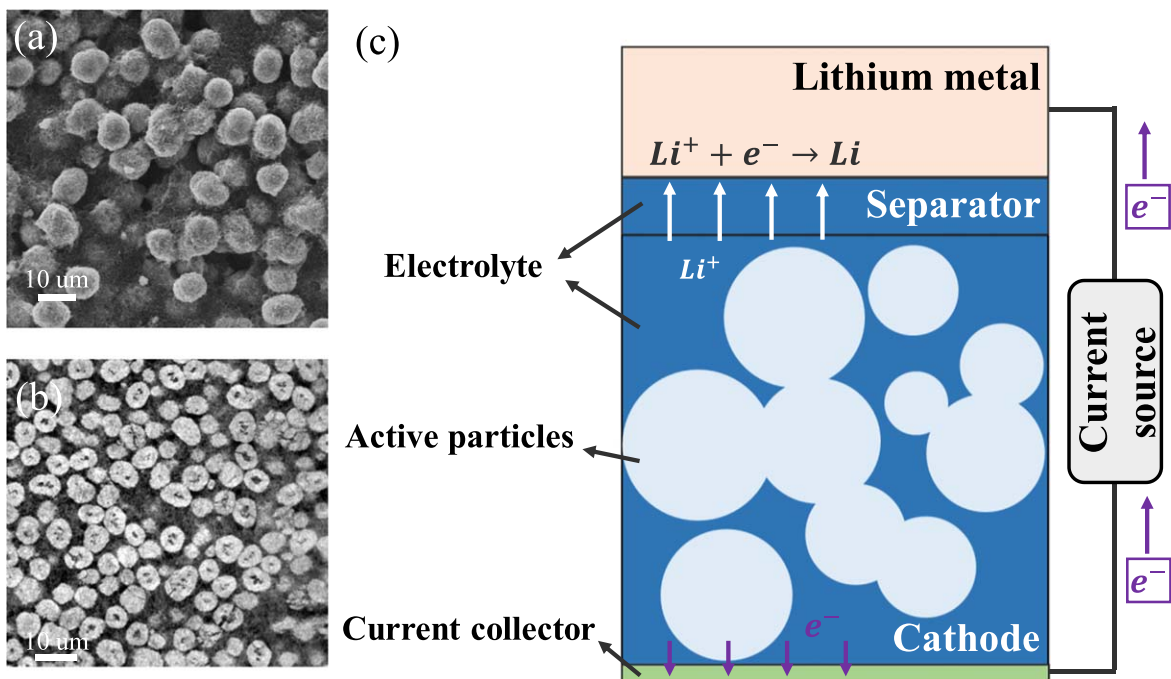 (a)
10 um
(b)
10 um
(c)
Lithium metal
Li⁺ + e⁻ → Li
Separator
Li⁺
Electrolyte
Active particles
Current collector
e⁻
Cathode
Current
source
e⁻
e⁻